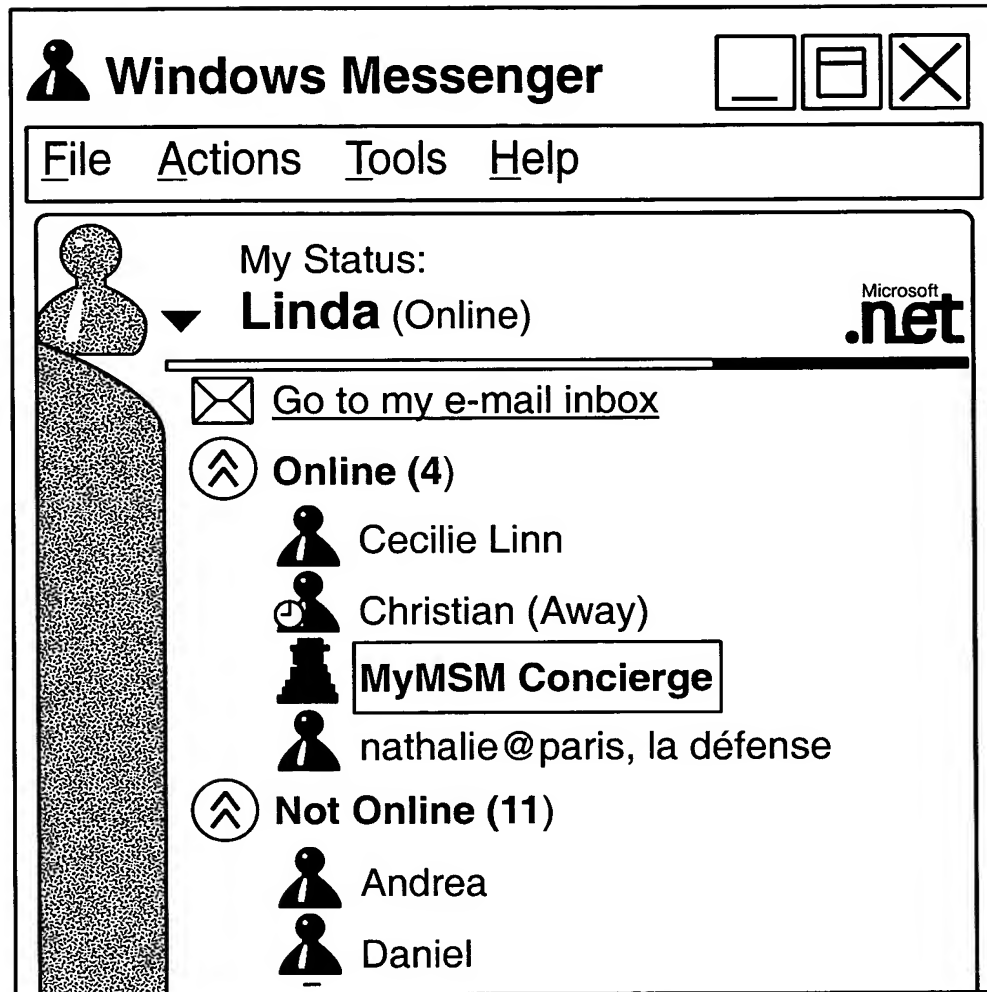 Windows Messenger
File Actions Tools Help
My Status:
Linda (Online)
Microsoft
.net
Go to my e-mail inbox
Online (4)
Cecilie Linn
Christian (Away)
MyMSM Concierge
nathalie@paris, la défense
Not Online (11)
Andrea
Daniel